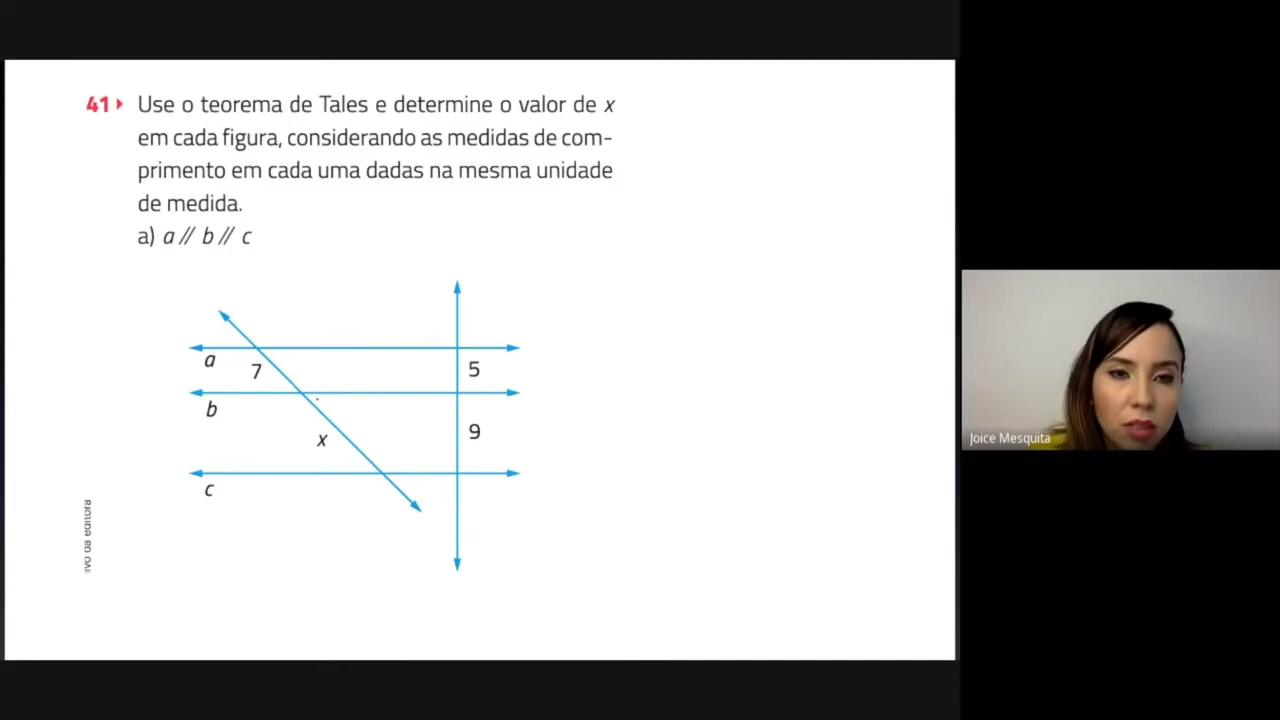 41 Use o teorema de Tales e determine o valor de x
em cada figura, considerando as medidas de com-
primento em cada uma dadas na mesma unidade
de medida.
a) a // b // c
a
7
5
b
x
9
c
Joice Mesquita